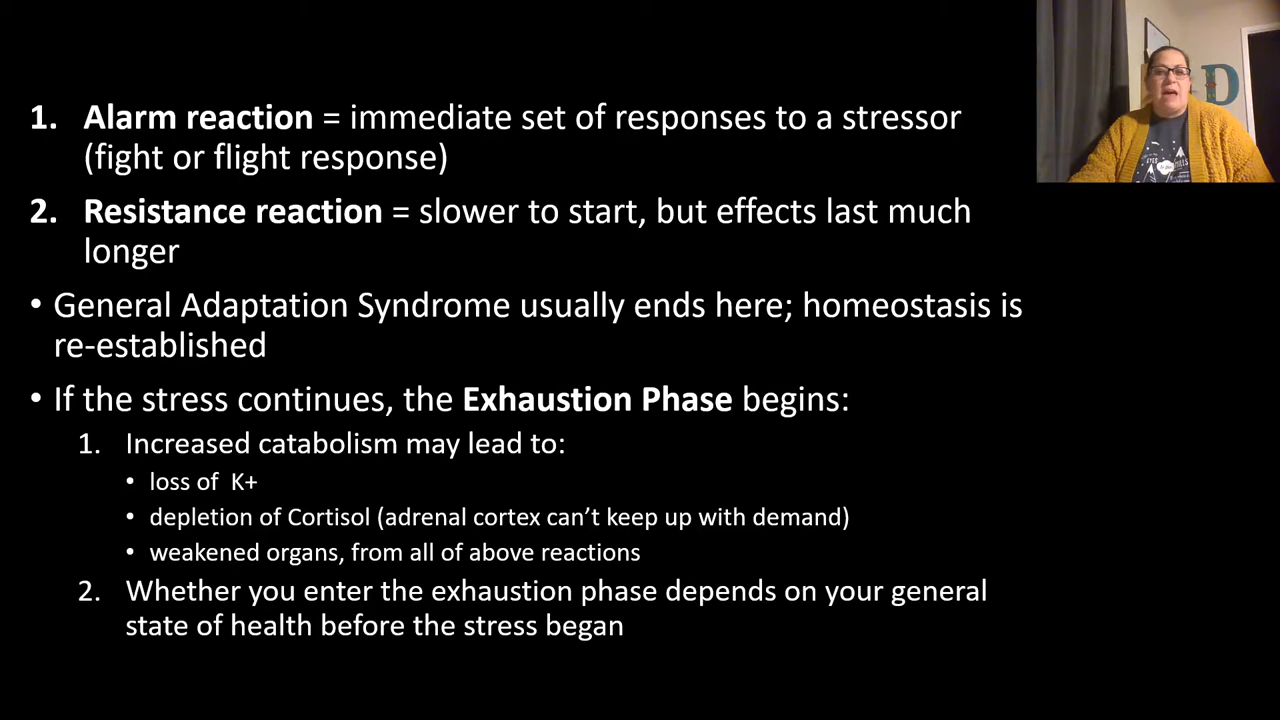 1. Alarm reaction = immediate set of responses to a stressor
(fight or flight response)
2. Resistance reaction = slower to start, but effects last much
longer
• General Adaptation Syndrome usually ends here; homeostasis is
re-established
• If the stress continues, the Exhaustion Phase begins:
1. Increased catabolism may lead to:
• loss of K+
• depletion of Cortisol (adrenal cortex can’t keep up with demand)
• weakened organs, from all of above reactions
2. Whether you enter the exhaustion phase depends on your general
state of health before the stress began
D